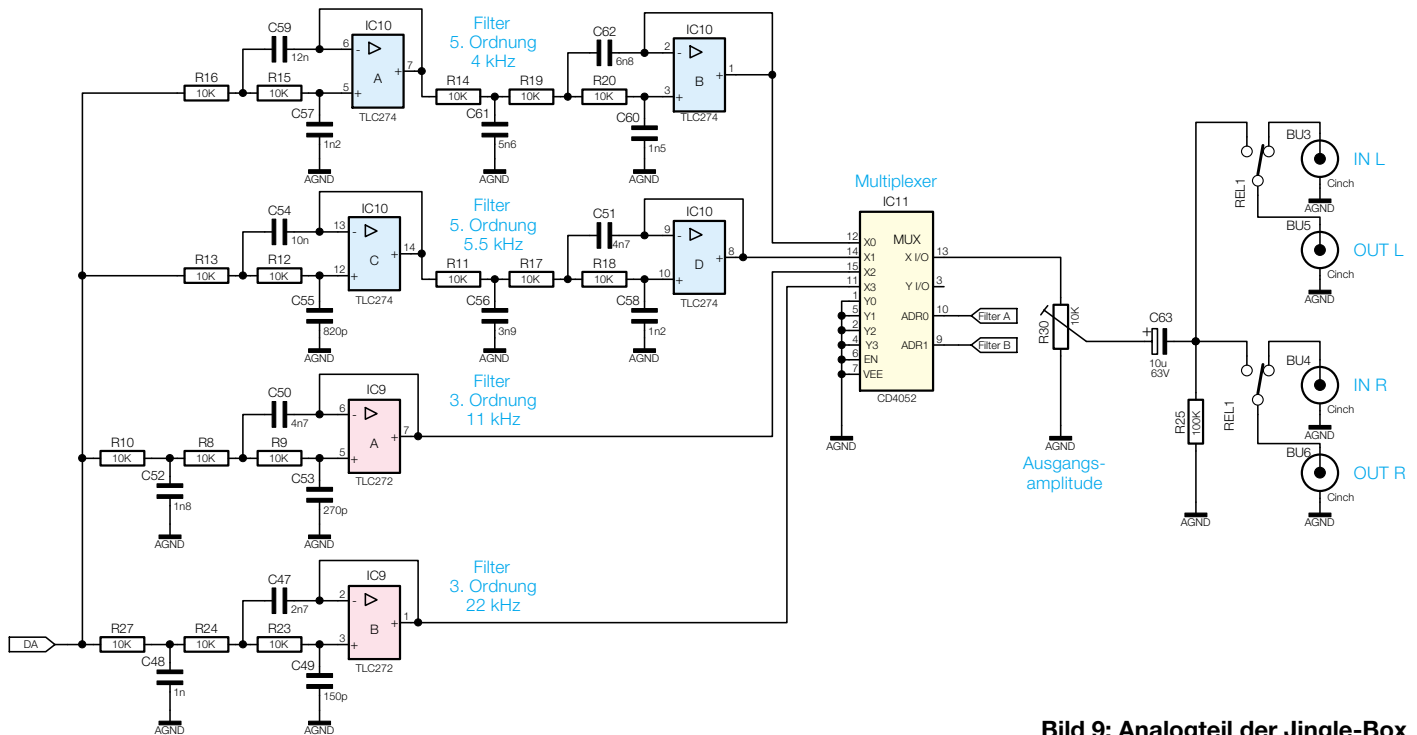 C59
12n
IC10
6
-
A
7
+
5
+
TLC274
R16
10K
R15
10K
C57
1n2
AGND
Filter
5. Ordnung
4 kHz
R14
10K
C61
5n6
AGND
R19
10K
R20
10K
C62
6n8
C60
1n5
AGND
IC10
2
-
B
1
+
3
+
TLC274
C54
10n
IC10
13
-
C
14
+
12
+
TLC274
R13
10K
R12
10K
C55
820p
AGND
Filter
5. Ordnung
5.5 kHz
R11
10K
C56
3n9
AGND
R17
10K
R18
10K
C51
4n7
C58
1n2
AGND
IC10
9
-
D
8
+
10
+
TLC274
C50
4n7
IC9
6
-
A
7
+
5
+
TLC272
R10
10K
C52
1n8
AGND
R8
10K
R9
10K
C53
270p
AGND
Filter
3. Ordnung
11 kHz
C47
2n7
IC9
2
-
B
1
+
3
+
TLC272
DA
R27
10K
C48
1n
AGND
R24
10K
R23
10K
C49
150p
AGND
Filter
3. Ordnung
22 kHz
Multiplexer
IC11
MUX
12 X0
14 X1
15 X2
11 X3
1 Y0
5 Y1
2 Y2
4 Y3
6 EN
7 VEE
X I/O 13
Y I/O 3
ADR0 10 Filter A
ADR1 9 Filter B
CD4052
AGND
R30
10K
AGND
Ausgangs-
amplitude
C63
+
10u
63V
R25
100K
AGND
REL1
BU3
IN L
Cinch
AGND
BU5
OUT L
Cinch
AGND
REL1
BU4
IN R
Cinch
AGND
BU6
OUT R
Cinch
AGND
Bild 9: Analogteil der Jingle-Box